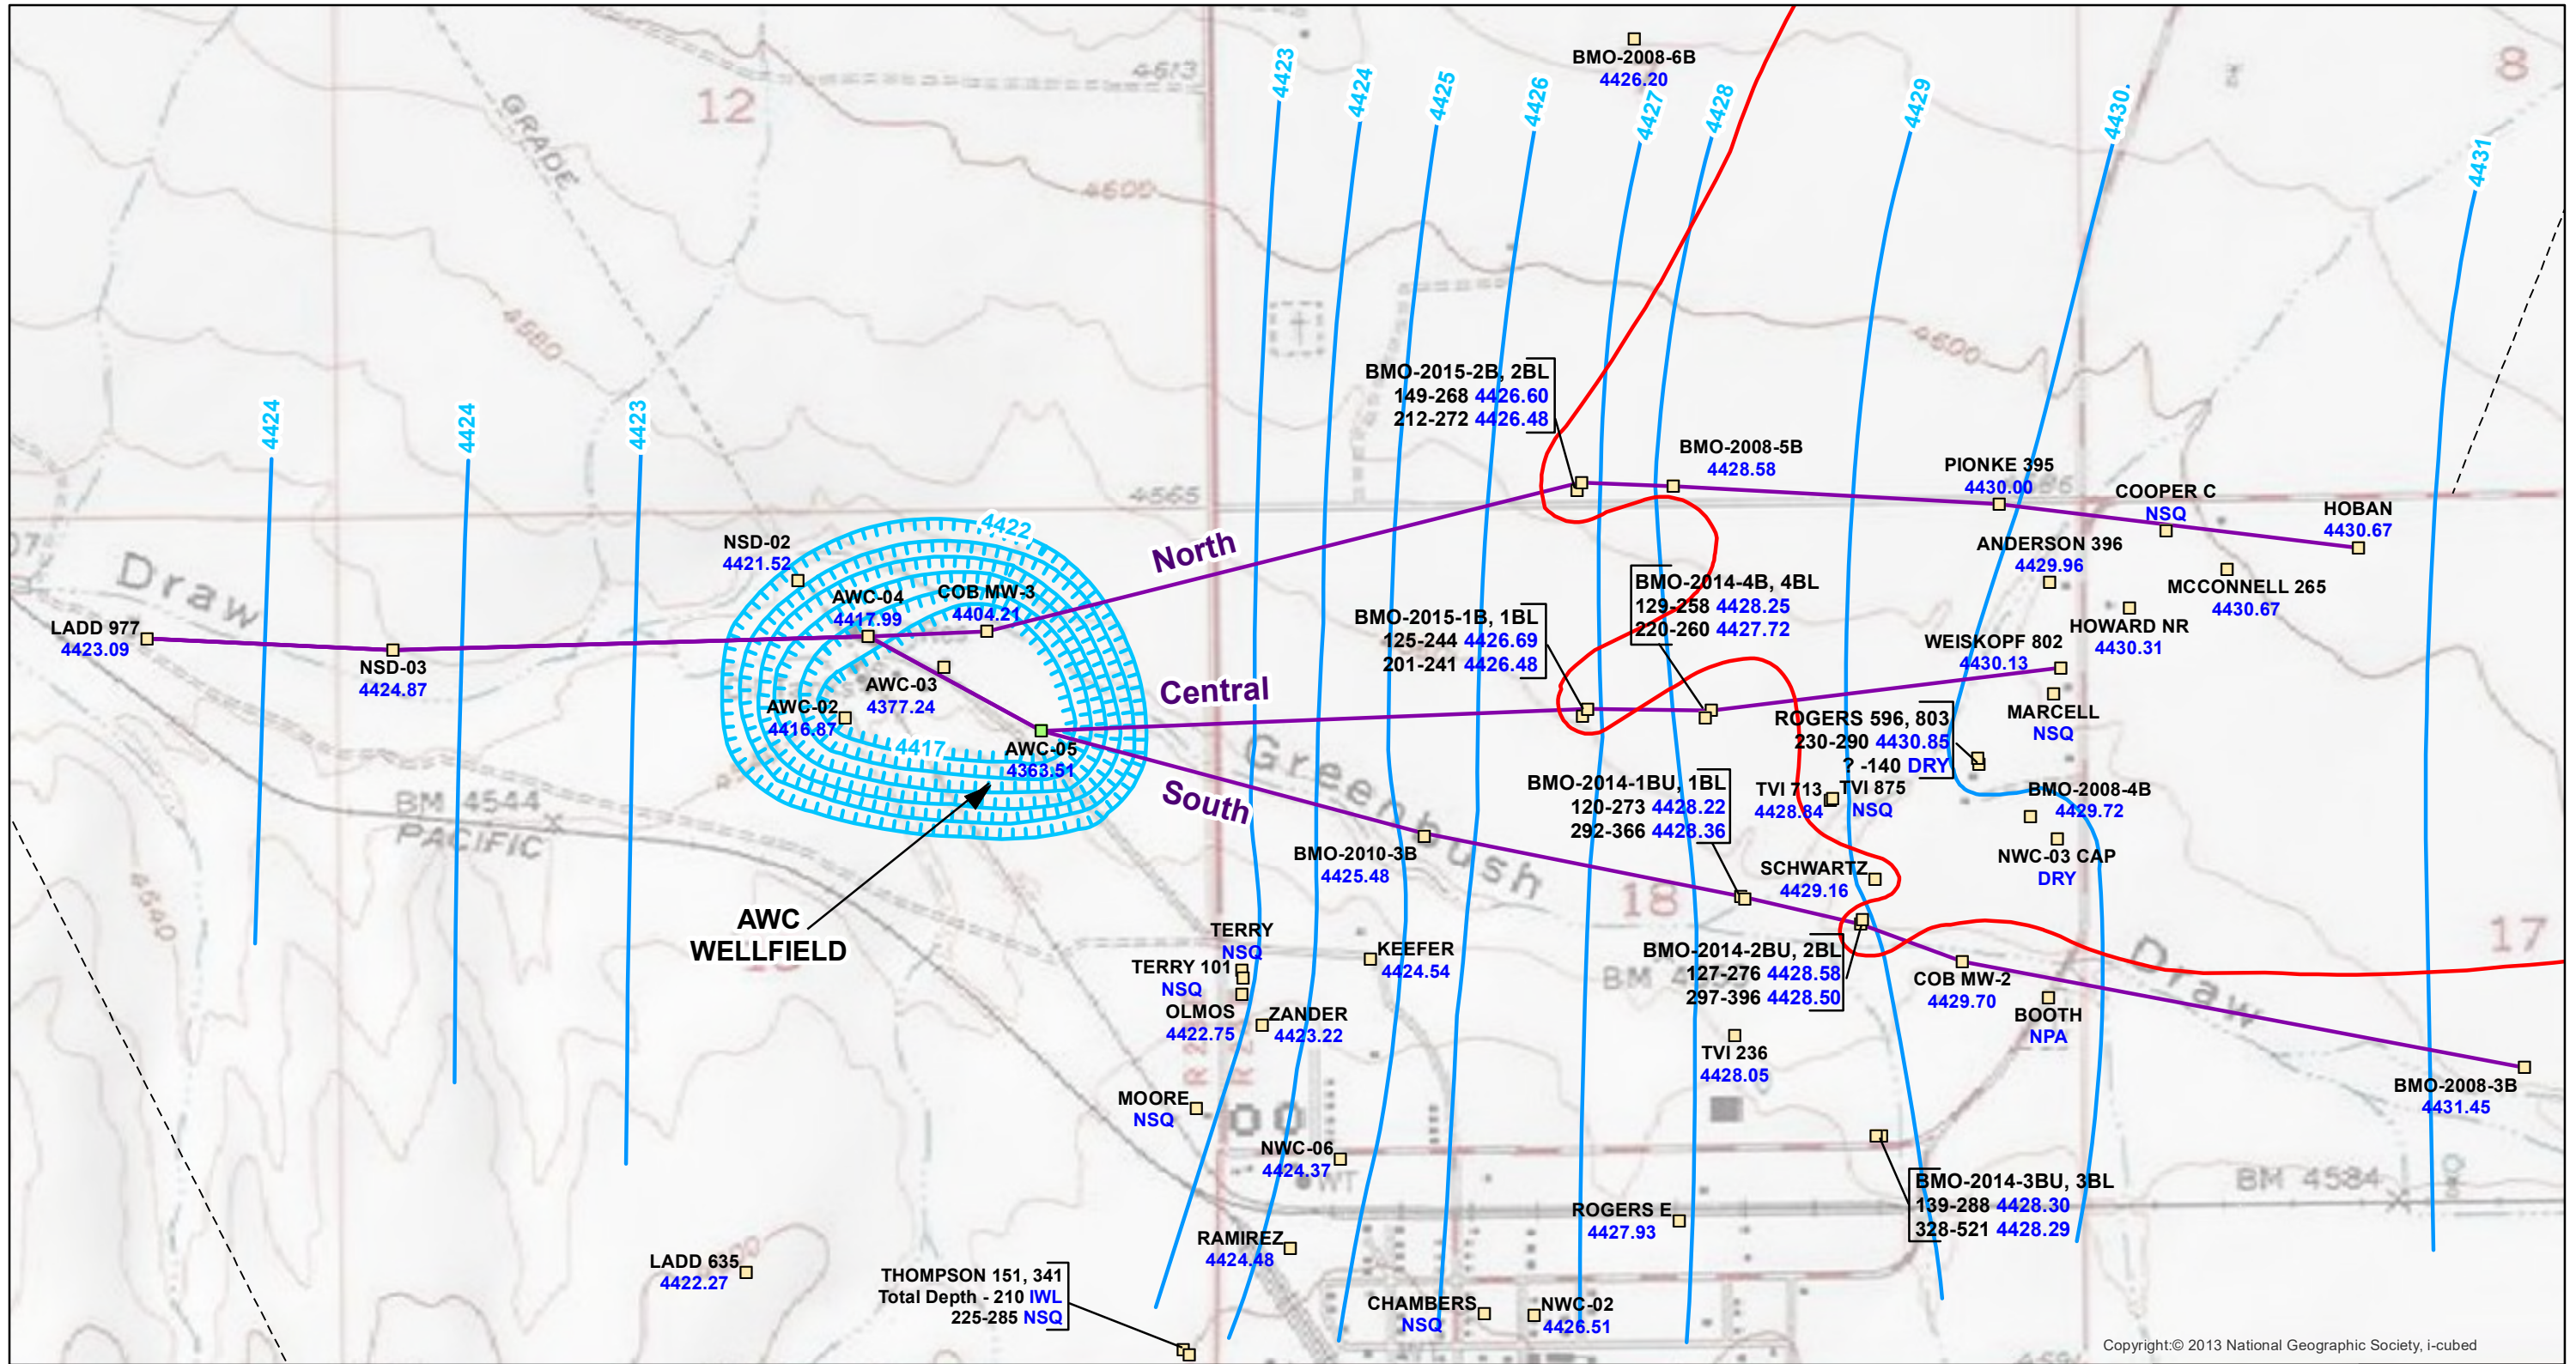 BMO-2008-6B
4426.20
8
12
GRADE
4613
4600
4580
4565
4600
4423
4424
4425
4426
4427
4428
4429
4430.
4431
4424
4424
4423
BMO-2015-2B, 2BL
149-268 4426.60
212-272 4426.48
BMO-2008-5B
4428.58
PIONKE 395
4430.00
COOPER C
NSQ
HOBAN
4430.67
ANDERSON 396
4429.96
MCCONNELL 265
4430.67
HOWARD NR
4430.31
WEISKOPF 802
4430.13
MARCELL
NSQ
North
4422
NSD-02
4421.52
AWC-04
4417.99
COB MW-3
4404.21
Draw
LADD 977
4423.09
NSD-03
4424.87
AWC-03
4377.24
AWC-02
4416.87
4417
AWC-05
4363.51
Central
South
BMO-2015-1B, 1BL
125-244 4426.69
201-241 4426.48
BMO-2014-4B, 4BL
129-258 4428.25
220-260 4427.72
ROGERS 596, 803
230-290 4430.85
? -140 DRY
BMO-2014-1BU, 1BL
120-273 4428.22
292-366 4428.36
TVI 713
4428.84
TVI 875
NSQ
BMO-2008-4B
4429.72
NWC-03 CAP
DRY
SCHWARTZ
4429.16
BM 4544
PACIFIC
4640
Greenbush
BMO-2010-3B
4425.48
18
17
AWC
WELLFIELD
TERRY
NSQ
TERRY 101
NSQ
OLMOS
4422.75
ZANDER
4423.22
KEEFER
4424.54
BMO-2014-2BU, 2BL
127-276 4428.58
297-396 4428.50
COB MW-2
4429.70
Draw
BOOTH
NPA
TVI 236
4428.05
BMO-2008-3B
4431.45
MOORE
NSQ
NWC-06
4424.37
WT
BMO-2014-3BU, 3BL
139-288 4428.30
328-521 4428.29
BM 4584
ROGERS E
4427.93
RAMIREZ
4424.48
LADD 635
4422.27
THOMPSON 151, 341
Total Depth - 210 IWL
225-285 NSQ
CHAMBERS
NSQ
NWC-02
4426.51
Copyright:© 2013 National Geographic Society, i-cubed